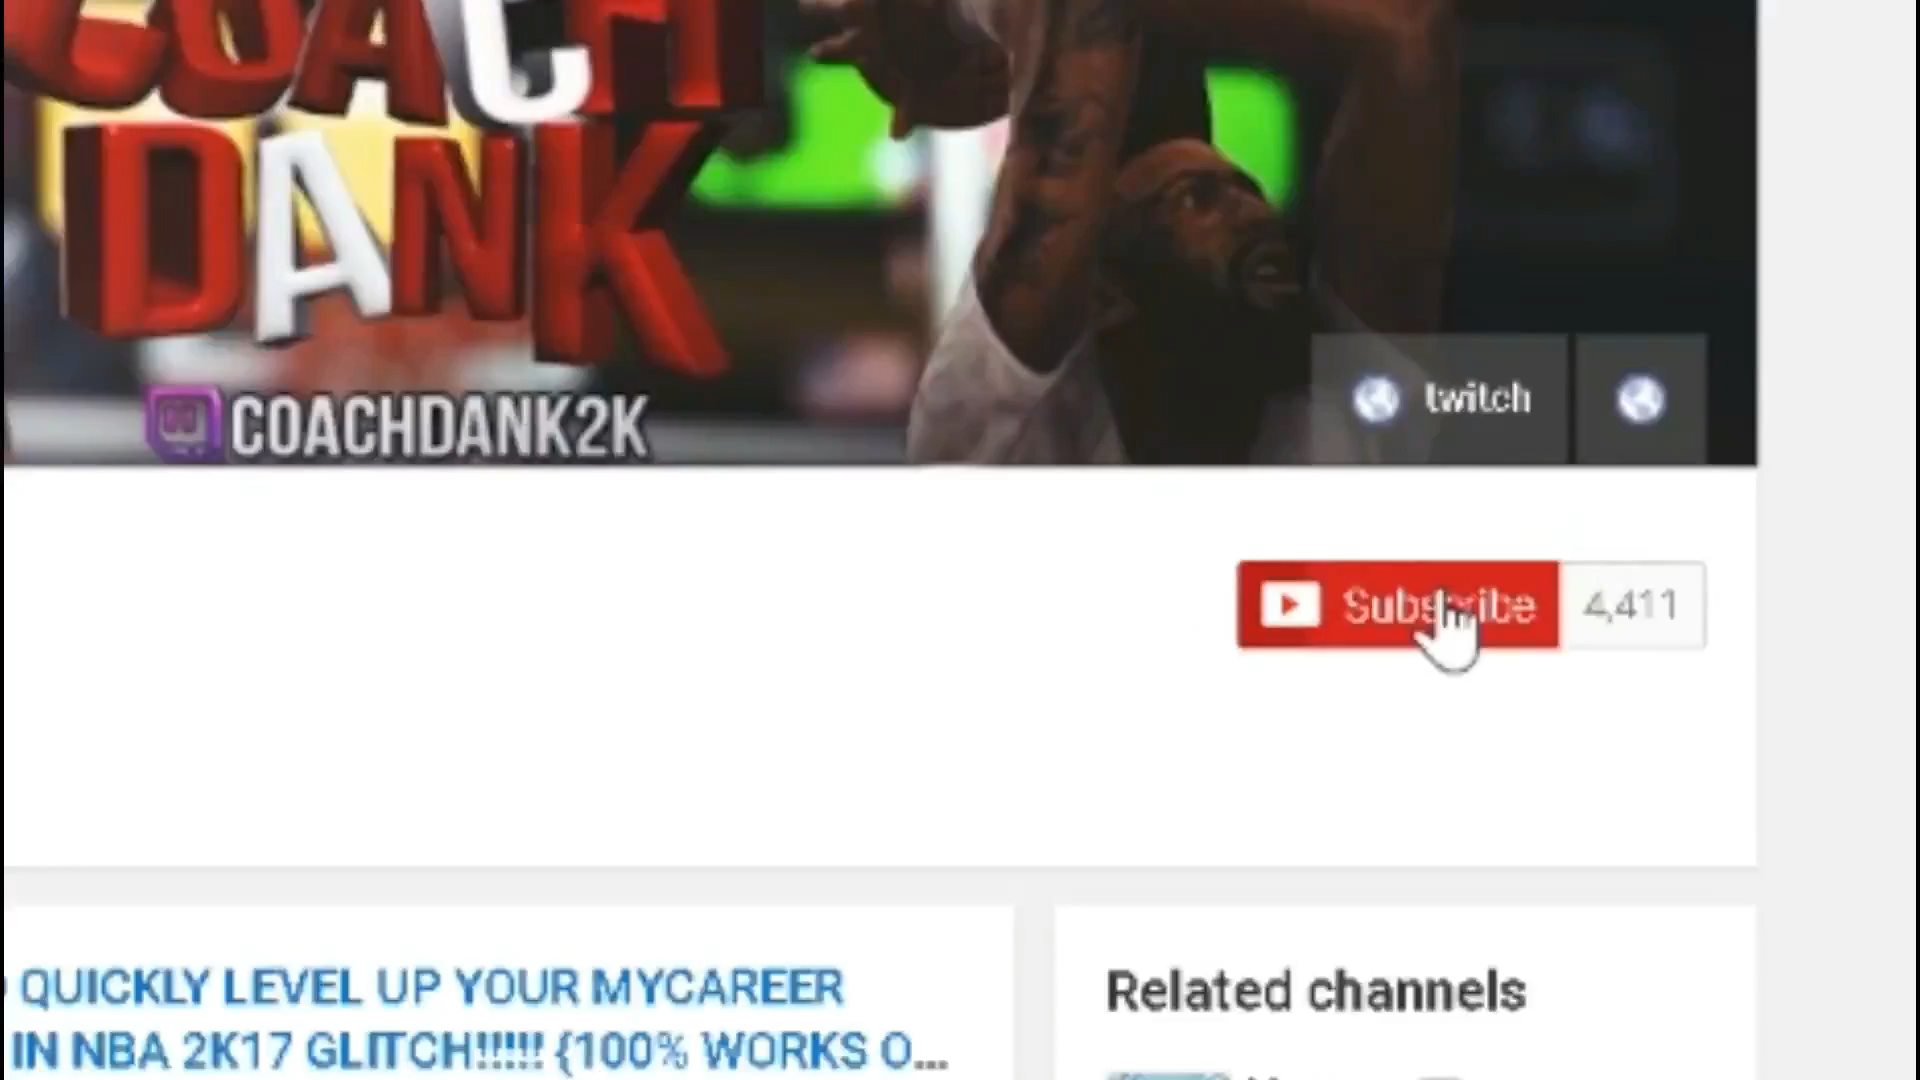 COACH
DANK
COACHDANK2K
twitch
Subscribe 4,411
QUICKLY LEVEL UP YOUR MYCAREER
IN NBA 2K17 GLITCH!!!!! {100% WORKS O...
Related channels